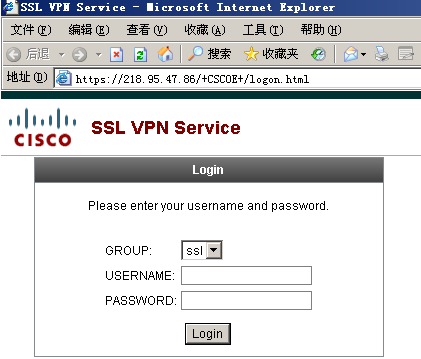 SSL VPN Service - Microsoft Internet Explorer
文件(F) 编辑(E) 查看(V) 收藏(A) 工具(T) 帮助(H)
后退 搜索 收藏夹
地址(D) https://218.95.47.86/+CSCOE+/logon.html
CISCO SSL VPN Service
Login
Please enter your username and password.
GROUP: ssl
USERNAME:
PASSWORD:
Login